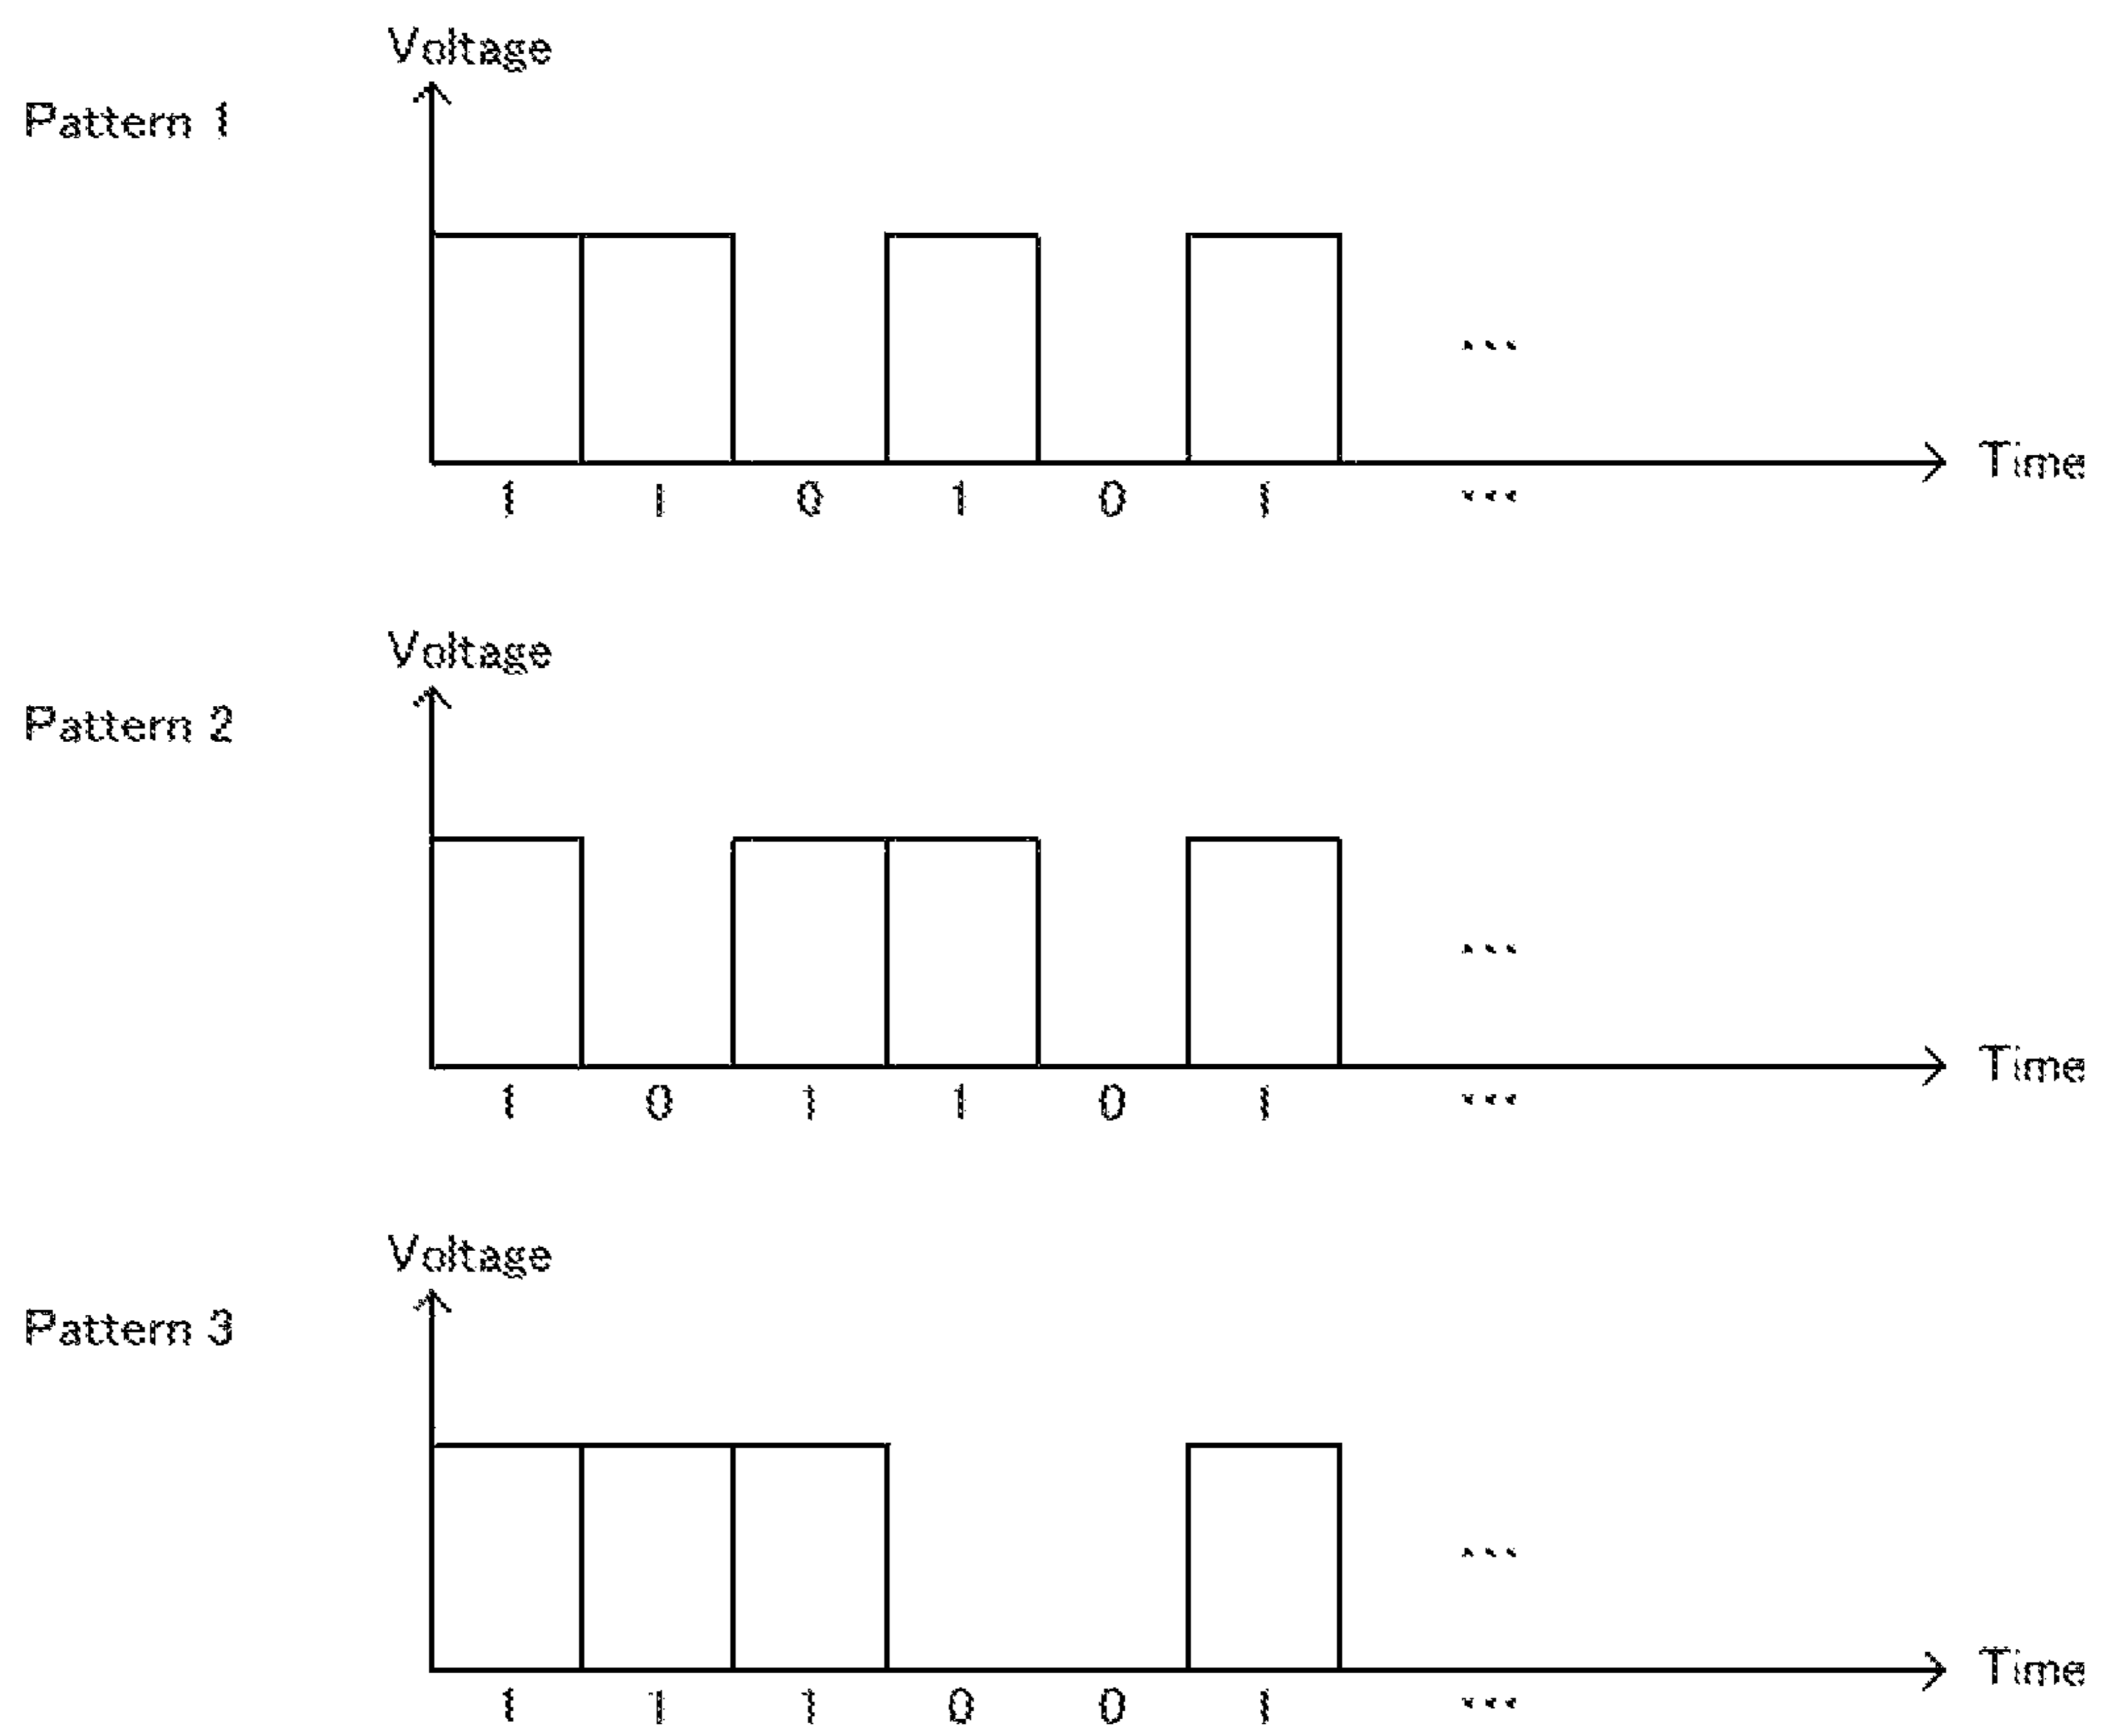 Voltage
Pattern 1
...
Time
1 1 0 1 0 1 ...
Voltage
Pattern 2
...
Time
1 0 1 1 0 1 ...
Voltage
Pattern 3
...
Time
1 1 1 0 0 1 ...